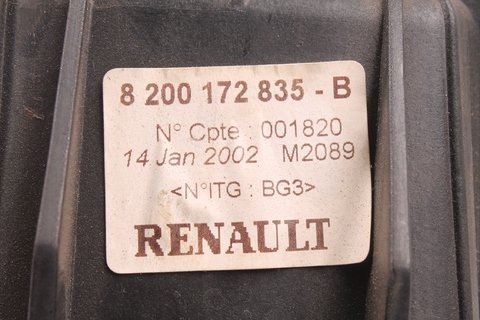 8 200 172 835 - B
N° Cpte : 001820
14 Jan 2002 M2089
<N°ITG : BG3>
RENAULT